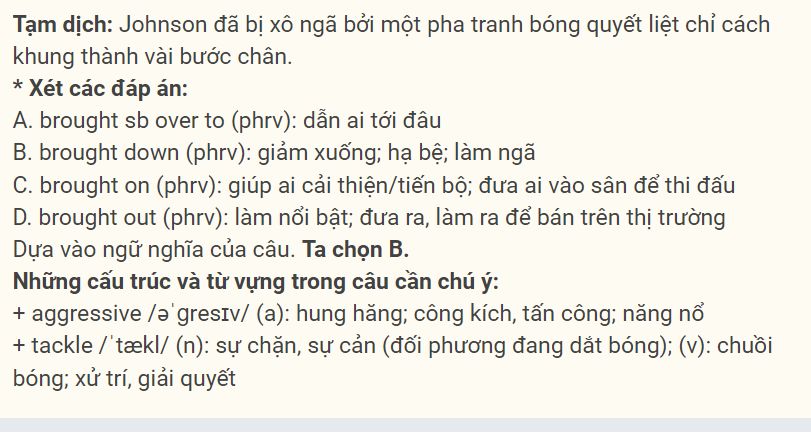 Tạm dịch: Johnson đã bị xô ngã bởi một pha tranh bóng quyết liệt chỉ cách
khung thành vài bước chân.
* Xét các đáp án:
A. brought sb over to (phrv): dẫn ai tới đâu
B. brought down (phrv): giảm xuống; hạ bệ; làm ngã
C. brought on (phrv): giúp ai cải thiện/tiến bộ; đưa ai vào sân để thi đấu
D. brought out (phrv): làm nổi bật; đưa ra, làm ra để bán trên thị trường
Dựa vào ngữ nghĩa của câu. Ta chọn B.
Những cấu trúc và từ vựng trong câu cần chú ý:
+ aggressive /əˈɡresɪv/ (a): hung hăng; công kích, tấn công; năng nổ
+ tackle /ˈtækl/ (n): sự chặn, sự cản (đối phương đang dắt bóng); (v): chuồi
bóng; xử trí, giải quyết